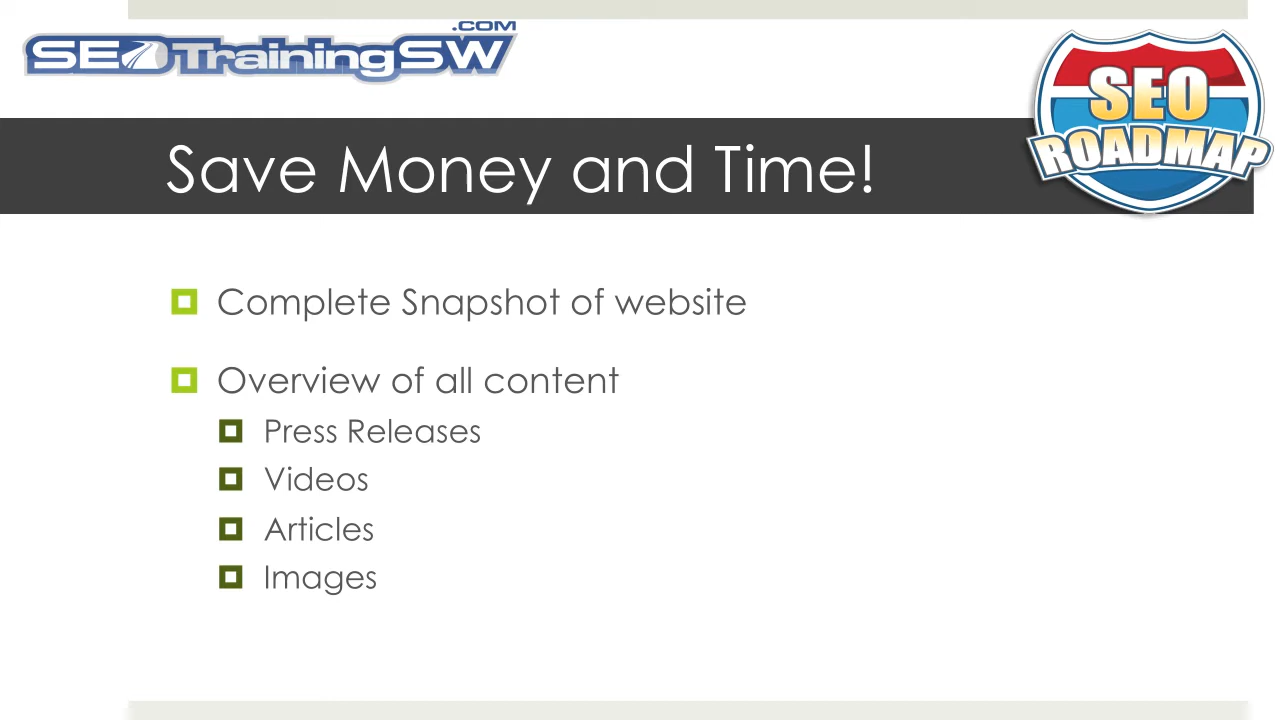 .COM
SEOTrainingSW
SEO
ROADMAP
Save Money and Time!
Complete Snapshot of website
Overview of all content
Press Releases
Videos
Articles
Images